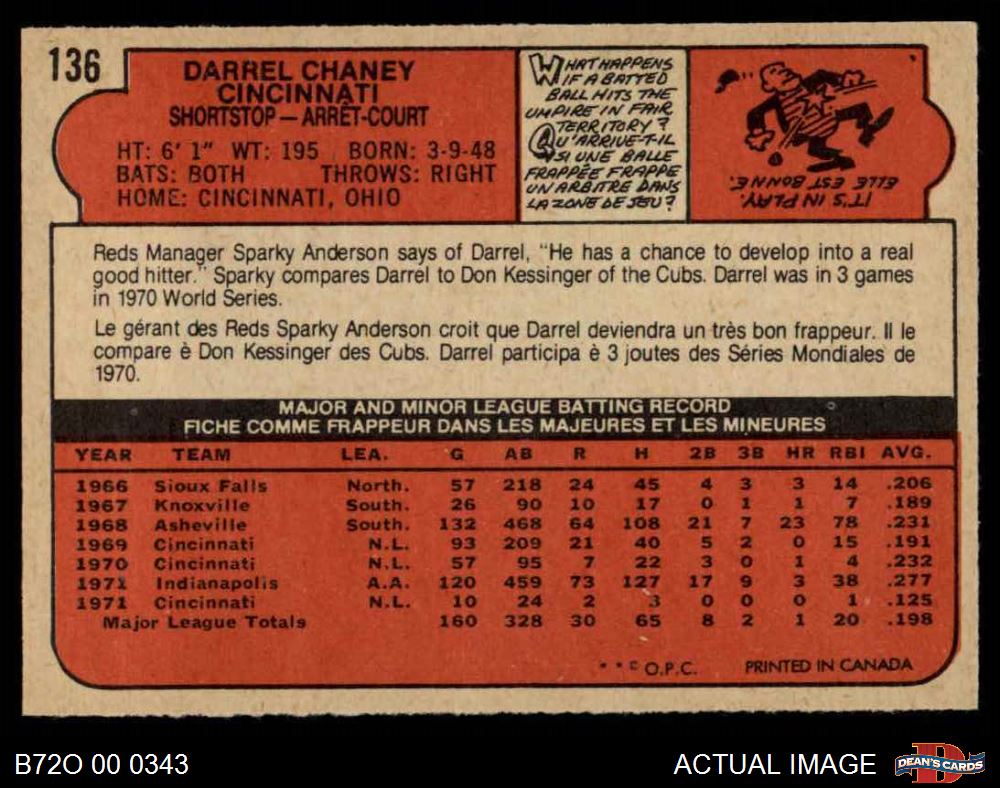 136
DARREL CHANEY
CINCINNATI
SHORTSTOP — ARRÊT-COURT
HT: 6' 1" WT: 195 BORN: 3-9-48
BATS: BOTH THROWS: RIGHT
HOME: CINCINNATI, OHIO
WHAT HAPPENS
IF A BATTED
BALL HITS THE
UMPIRE IN FAIR
TERRITORY?
QU'ARRIVE-T-IL
SI UNE BALLE
FRAPPÉE FRAPPE
UN ARBITRE DANS
LA ZONE DE JEU?
IT'S IN PLAY.
ELLE EST BONNE.
Reds Manager Sparky Anderson says of Darrel, "He has a chance to develop into a real
good hitter." Sparky compares Darrel to Don Kessinger of the Cubs. Darrel was in 3 games
in 1970 World Series.
Le gérant des Reds Sparky Anderson croit que Darrel deviendra un très bon frappeur. Il le
compare è Don Kessinger des Cubs. Darrel participa è 3 joutes des Séries Mondiales de
1970.
MAJOR AND MINOR LEAGUE BATTING RECORD
FICHE COMME FRAPPEUR DANS LES MAJEURES ET LES MINEURES
YEAR TEAM LEA. G AB R H 2B 3B HR RBI AVG.
1966 Sioux Falls North. 57 218 24 45 4 3 3 14 .206
1967 Knoxville South. 26 90 10 17 0 1 1 7 .189
1968 Asheville South. 132 468 64 108 21 7 23 78 .231
1969 Cincinnati N.L. 93 209 21 40 5 2 0 15 .191
1970 Cincinnati N.L. 57 95 7 22 3 0 1 4 .232
1971 Indianapolis A.A. 120 459 73 127 17 9 3 38 .277
1971 Cincinnati N.L. 10 24 2 3 0 0 0 1 .125
Major League Totals 160 328 30 65 8 2 1 20 .198
* * © O.P.C. PRINTED IN CANADA
B72O 00 0343
ACTUAL IMAGE
DEAN'S CARDS